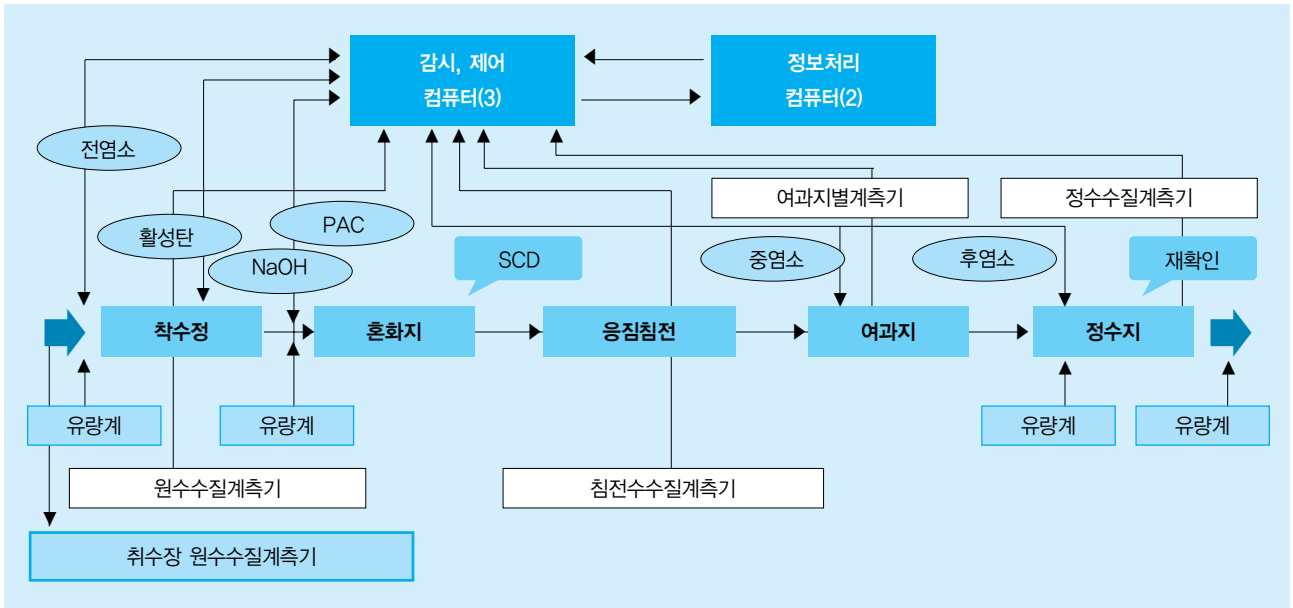 감시, 제어
컴퓨터(3)
정보처리
컴퓨터(2)
전염소
여과지별계측기
정수수질계측기
활성탄
PAC
NaOH
SCD
중염소
후염소
재확인
착수정
혼화지
응짐침전
여과지
정수지
유량계
유량계
유량계
유량계
원수수질계측기
침전수수질계측기
취수장 원수수질계측기